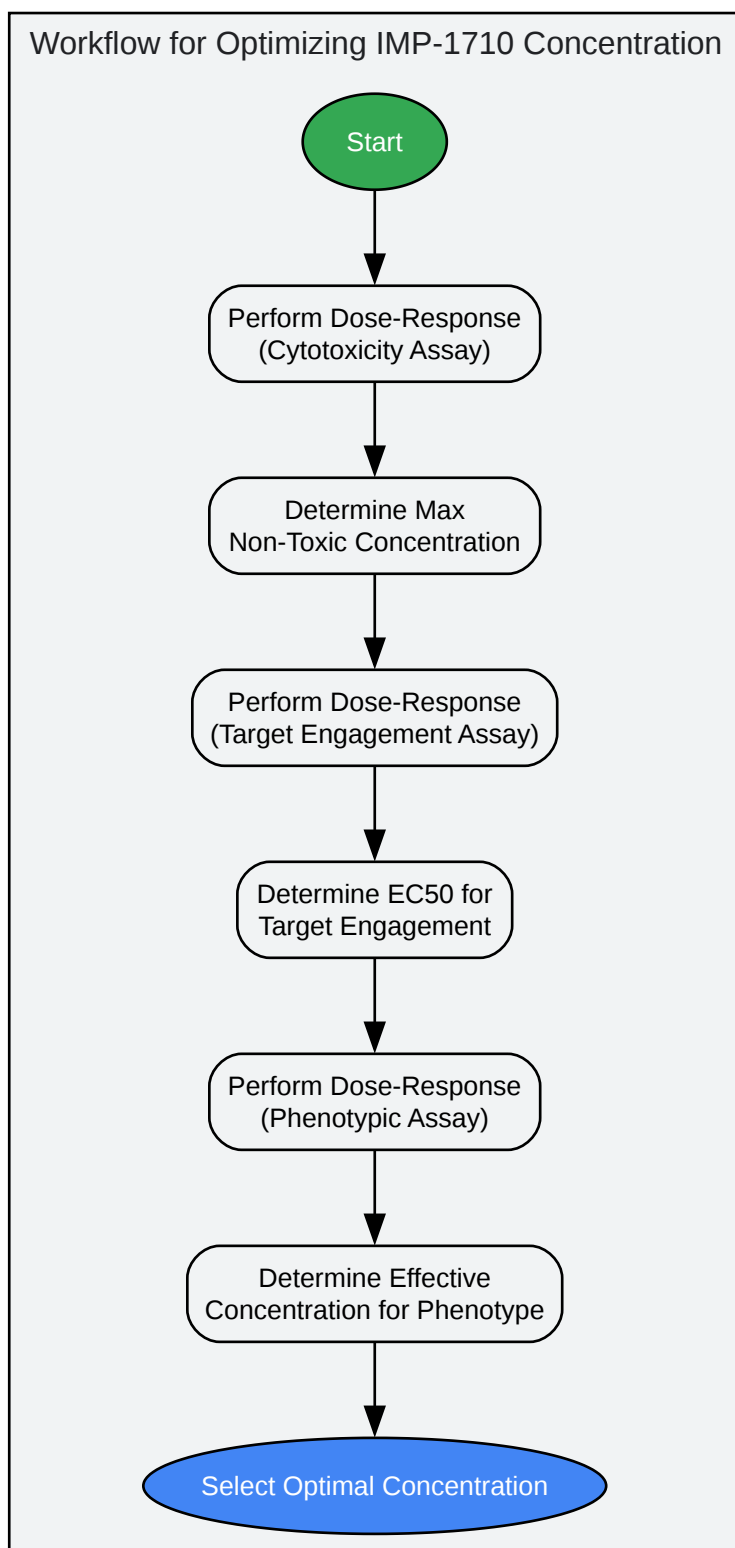 Workflow for Optimizing IMP-1710 Concentration
Start
Perform Dose-Response
(Cytotoxicity Assay)
Determine Max
Non-Toxic Concentration
Perform Dose-Response
(Target Engagement Assay)
Determine EC50 for
Target Engagement
Perform Dose-Response
(Phenotypic Assay)
Determine Effective
Concentration for Phenotype
Select Optimal Concentration